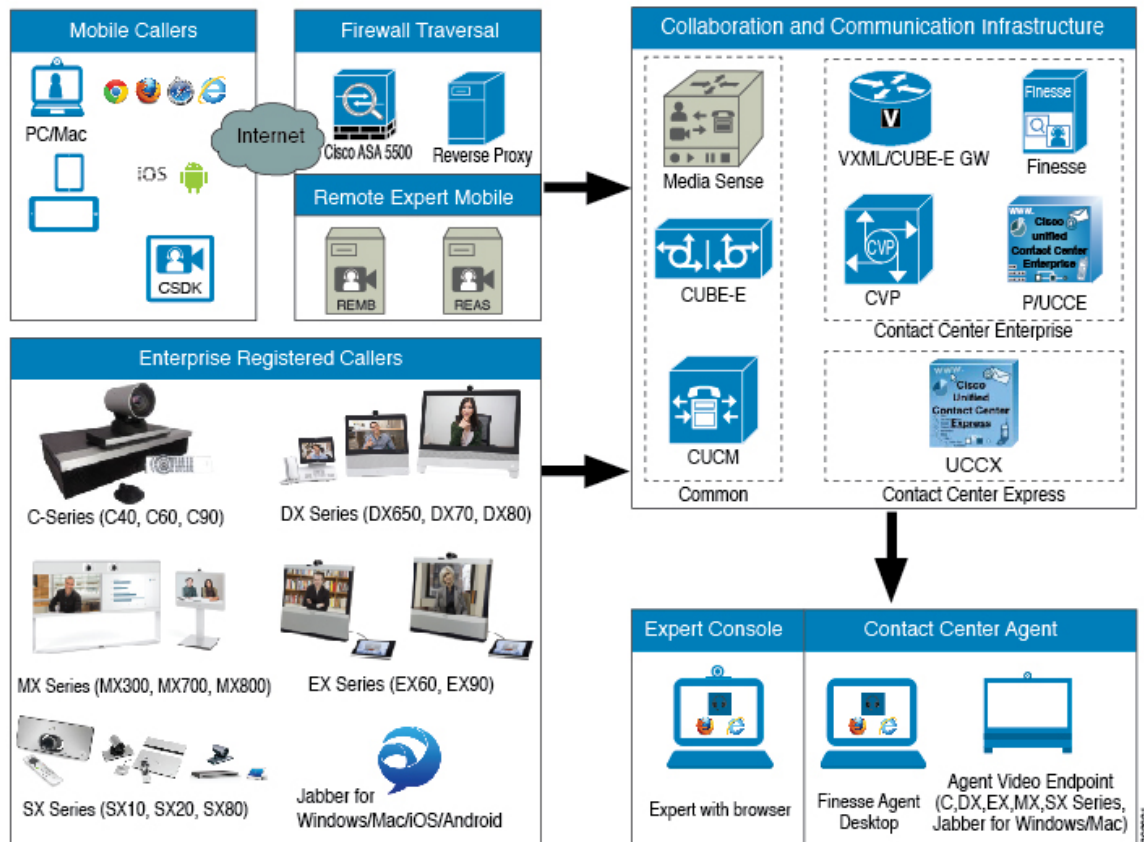 Mobile Callers
PC/Mac
iOS
CSDK
Internet
Firewall Traversal
Cisco ASA 5500
Reverse Proxy
Remote Expert Mobile
REMB
REAS
Collaboration and Communication Infrastructure
Media Sense
CUBE-E
CUCM
Common
V
VXML/CUBE-E GW
Finesse
Finesse
CVP
CVP
www.
Cisco
unified
Contact Center
Enterprise
P/UCCE
Contact Center Enterprise
www.
Cisco
Unified
Contact Center
Express
UCCX
Contact Center Express
Enterprise Registered Callers
C-Series (C40, C60, C90)
DX Series (DX650, DX70, DX80)
MX Series (MX300, MX700, MX800)
EX Series (EX60, EX90)
SX Series (SX10, SX20, SX80)
Jabber for
Windows/Mac/iOS/Android
Expert Console
Expert with browser
Contact Center Agent
Finesse Agent
Desktop
Agent Video Endpoint
(C,DX,EX,MX,SX Series,
Jabber for Windows/Mac)